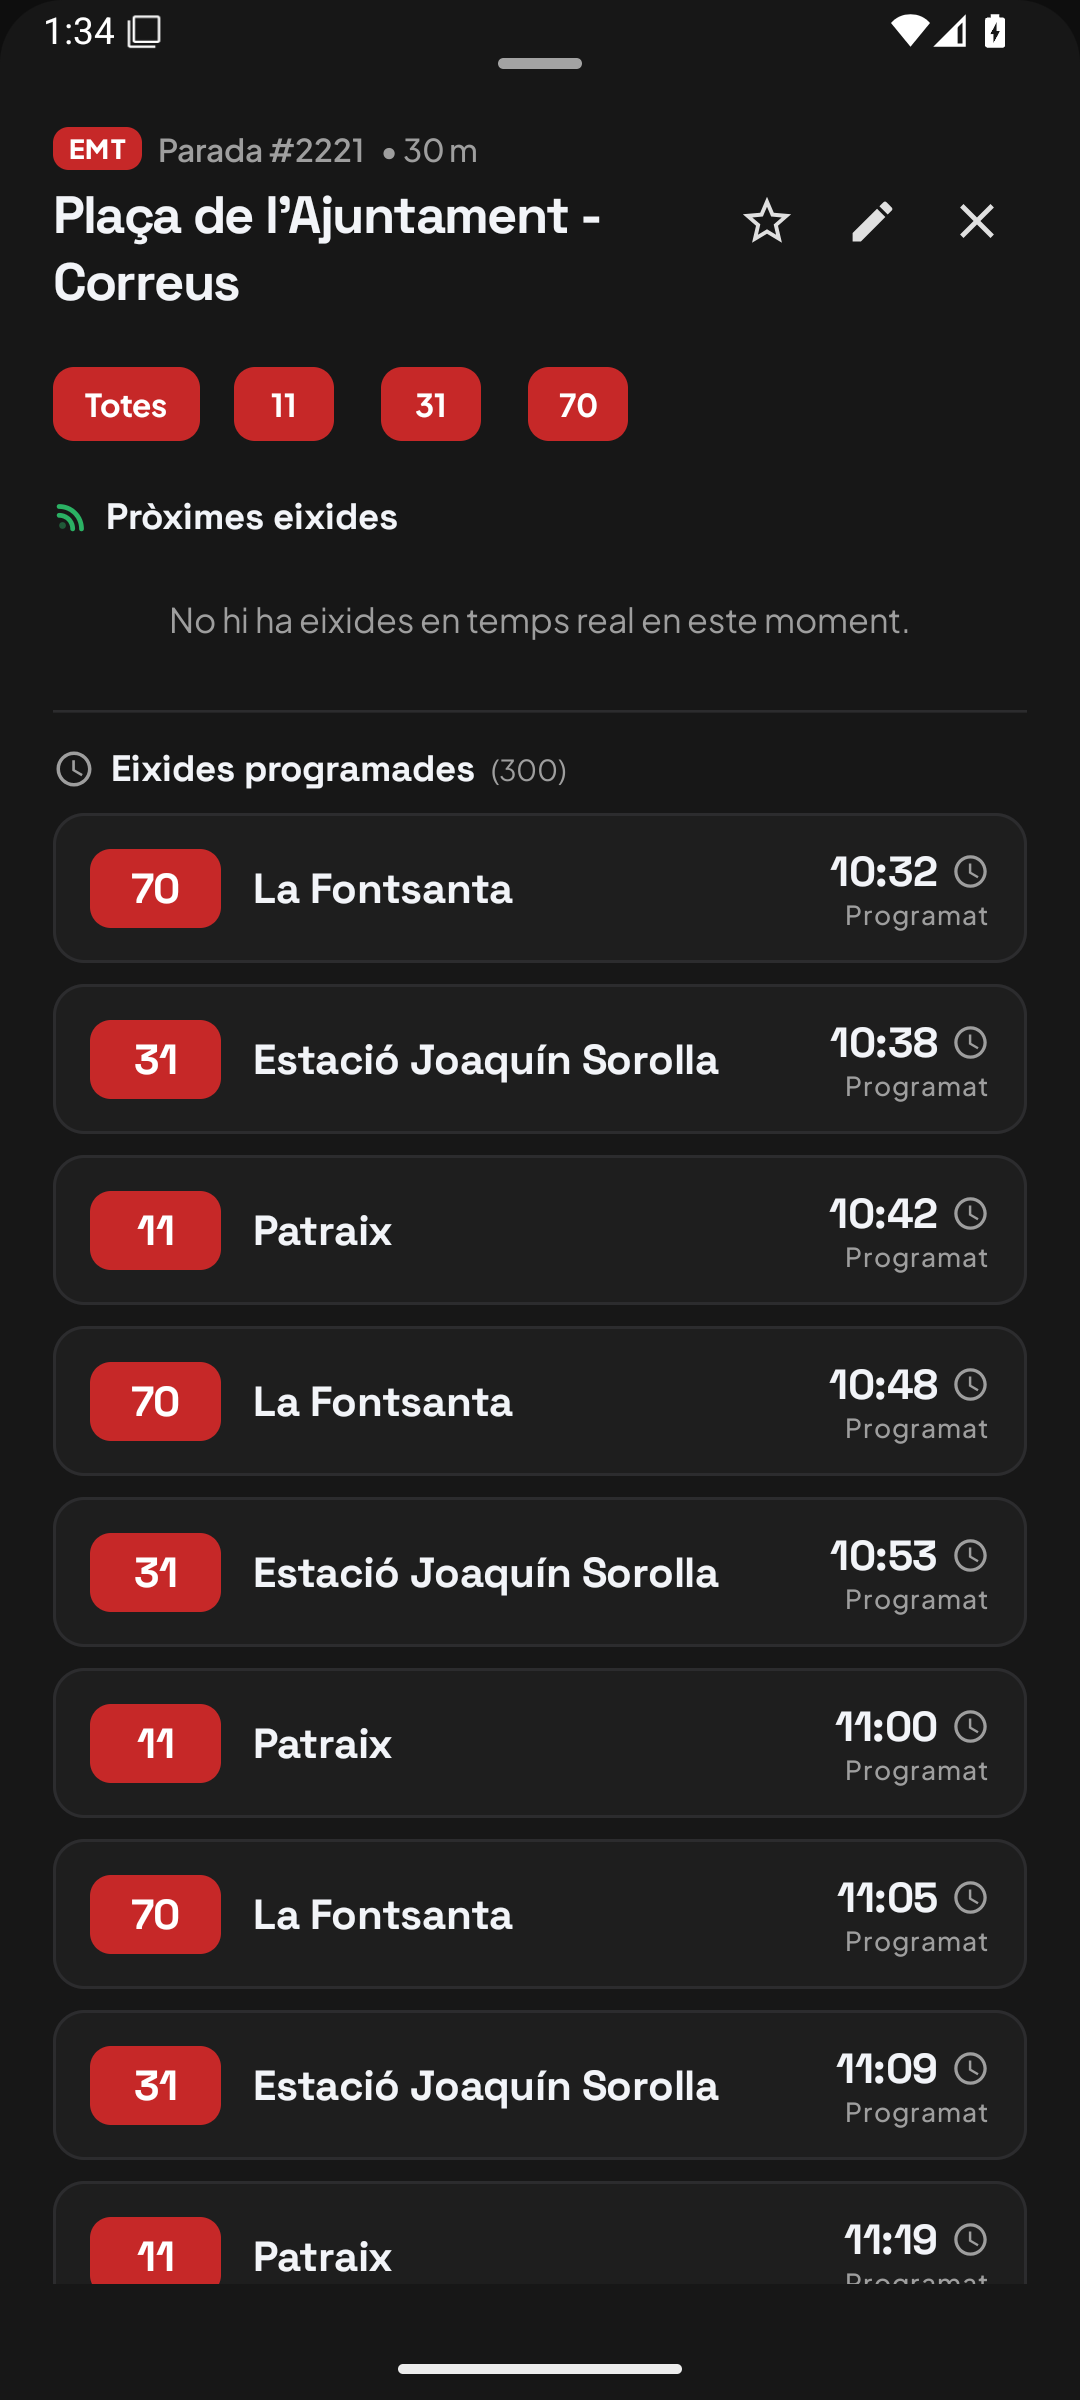 1:34
EMT Parada #2221 • 30 m
Plaça de l’Ajuntament -
Correus
Totes 11 31 70
Pròximes eixides
No hi ha eixides en temps real en este moment.
Eixides programades (300)
70 La Fontsanta 10:32
Programat
31 Estació Joaquín Sorolla 10:38
Programat
11 Patraix 10:42
Programat
70 La Fontsanta 10:48
Programat
31 Estació Joaquín Sorolla 10:53
Programat
11 Patraix 11:00
Programat
70 La Fontsanta 11:05
Programat
31 Estació Joaquín Sorolla 11:09
Programat
11 Patraix 11:19
Programat